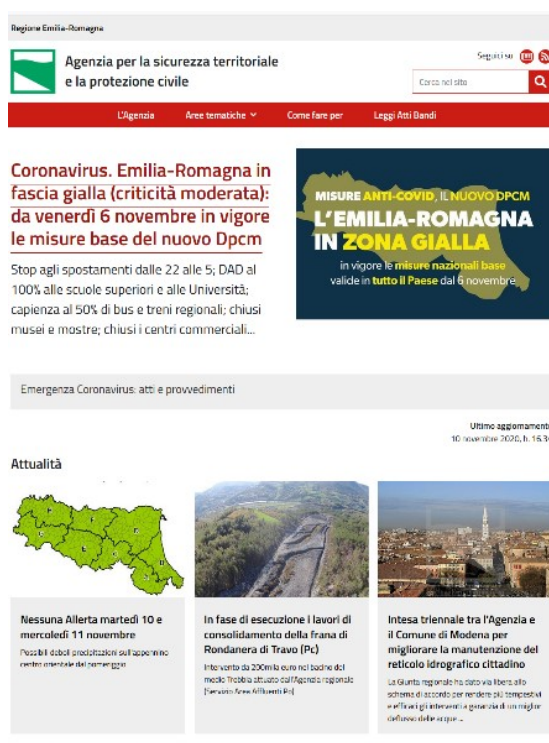 Regione Emilia-Romagna
Agenzia per la sicurezza territoriale
e la protezione civile
Seguici su
Cerca nel sito
L'Agenzia Aree tematiche Come fare per Leggi Atti Bandi
Coronavirus. Emilia-Romagna in
fascia gialla (criticità moderata):
da venerdì 6 novembre in vigore
le misure base del nuovo Dpcm
Stop agli spostamenti dalle 22 alle 5; DAD al
100% alle scuole superiori e alle Università;
capienza al 50% di bus e treni regionali; chiusi
musei e mostre; chiusi i centri commerciali...
MISURE ANTI-COVID, IL NUOVO DPCM
L'EMILIA-ROMAGNA
IN ZONA GIALLA
in vigore le misure nazionali base
valide in tutto il Paese dal 6 novembre
Emergenza Coronavirus: atti e provvedimenti
Ultimo aggiornamento
10 novembre 2020, h. 16.3
Attualità
Nessuna Allerta martedì 10 e
mercoledì 11 novembre
Possibili deboli precipitazioni sull'appennino
centro orientale dal pomeriggio
In fase di esecuzione i lavori di
consolidamento della frana di
Rondanera di Travo (Pc)
Intervento da 200mila euro nel bacino del
medio Trebbia attuato dall'Agenzia regionale
(Servizio Area Affluenti Po)
Intesa triennale tra l'Agenzia e
il Comune di Modena per
migliorare la manutenzione del
reticolo idrografico cittadino
La Giunta regionale ha dato via libera allo
schema di accordo per rendere più tempestivi
e efficaci gli interventi a garanzia di un miglior
deflusso delle acque ...